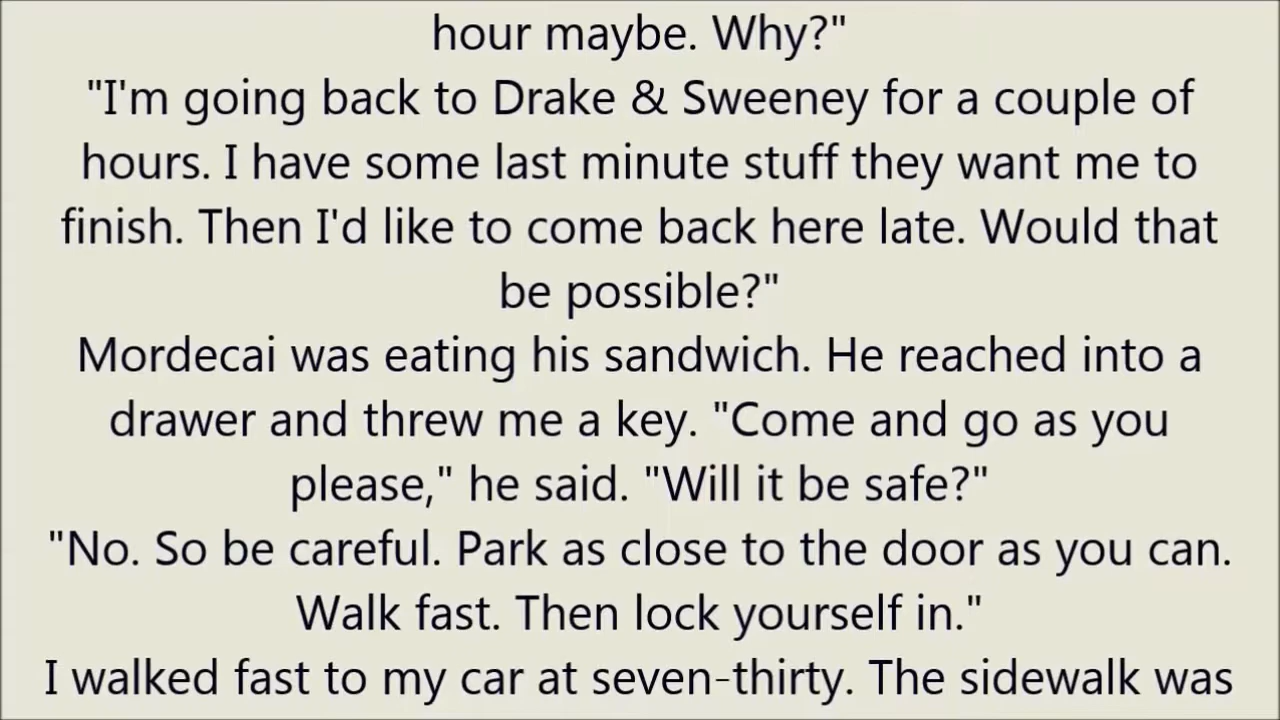 hour maybe. Why?"
"I'm going back to Drake & Sweeney for a couple of
hours. I have some last minute stuff they want me to
finish. Then I'd like to come back here late. Would that
be possible?"
Mordecai was eating his sandwich. He reached into a
drawer and threw me a key. "Come and go as you
please," he said. "Will it be safe?"
"No. So be careful. Park as close to the door as you can.
Walk fast. Then lock yourself in."
I walked fast to my car at seven-thirty. The sidewalk was